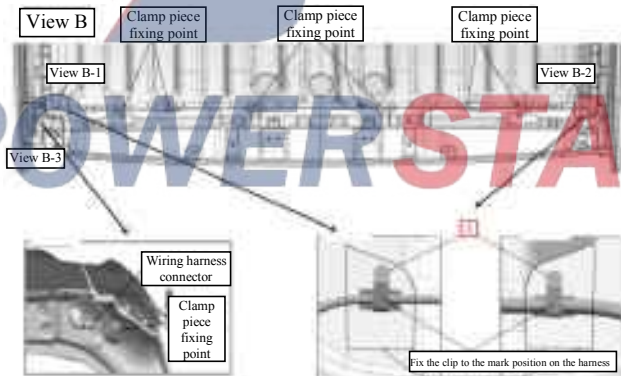 View B
Clamp piece
fixing point
Clamp piece
fixing point
Clamp piece
fixing point
View B-1
View B-2
POWERSTA
View B-3
Wiring harness
connector
Clamp
piece
fixing
point
Fix the clip to the mark position on the harness